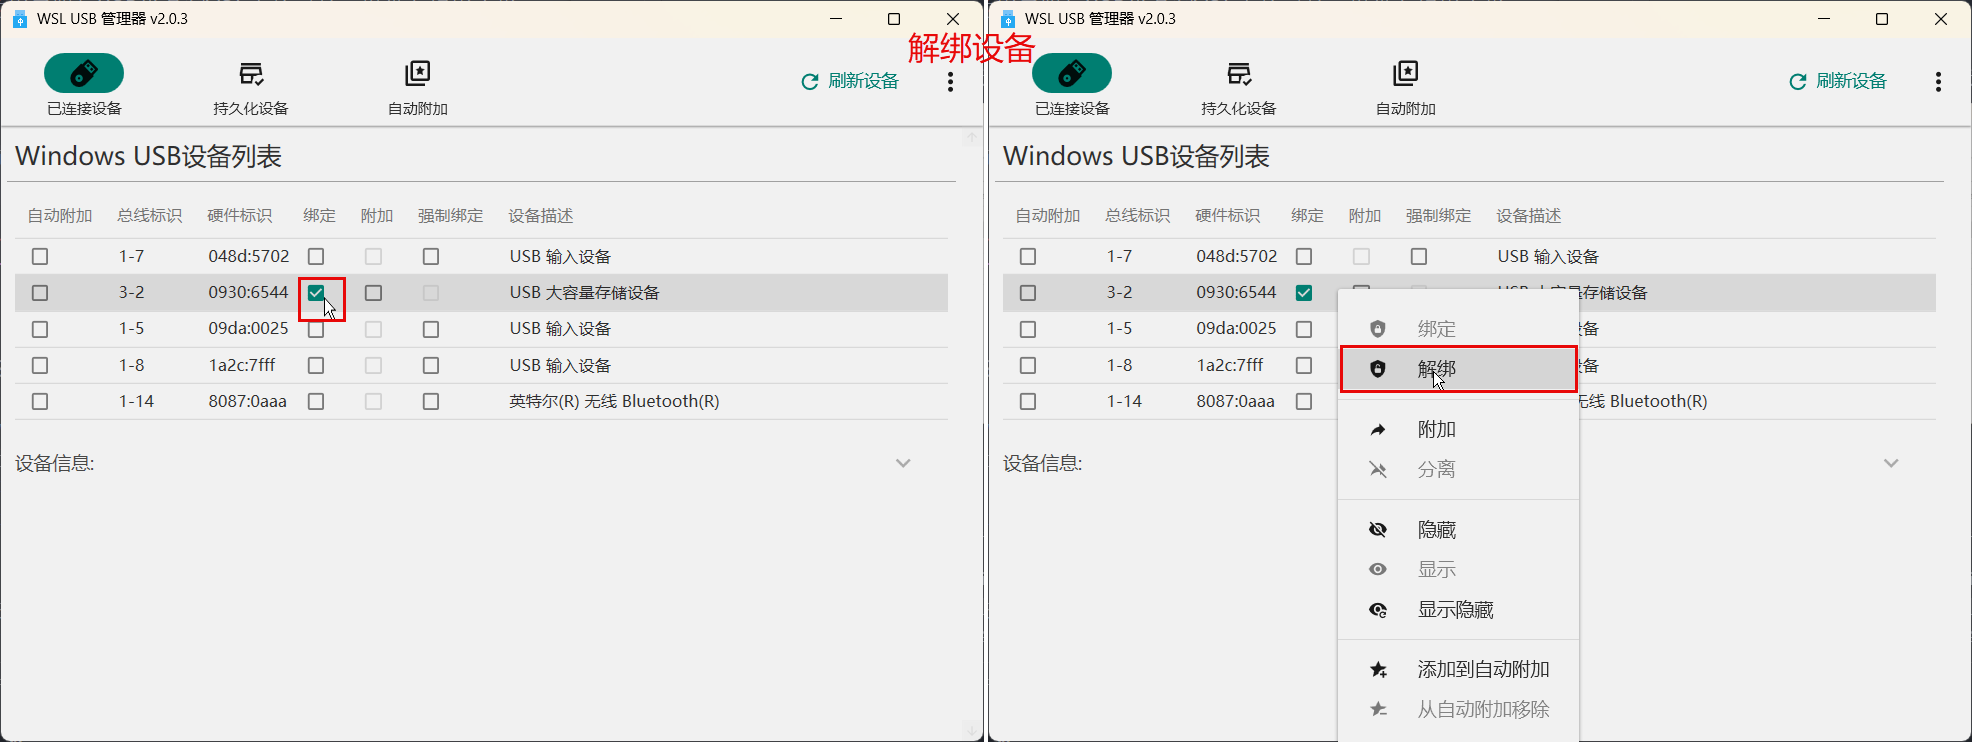 WSL USB 管理器 v2.0.3
解绑设备
已连接设备
持久化设备
自动附加
刷新设备
Windows USB设备列表
自动附加 总线标识 硬件标识 绑定 附加 强制绑定 设备描述
1-7 048d:5702 USB 输入设备
3-2 0930:6544 USB 大容量存储设备
1-5 09da:0025 USB 输入设备
1-8 1a2c:7fff USB 输入设备
1-14 8087:0aaa 英特尔(R) 无线 Bluetooth(R)
设备信息:
WSL USB 管理器 v2.0.3
已连接设备
持久化设备
自动附加
刷新设备
Windows USB设备列表
自动附加 总线标识 硬件标识 绑定 附加 强制绑定 设备描述
1-7 048d:5702 USB 输入设备
3-2 0930:6544 USB 大容量存储设备
1-5 09da:0025 备
1-8 1a2c:7fff 备
1-14 8087:0aaa 无线 Bluetooth(R)
设备信息:
绑定
解绑
附加
分离
隐藏
显示
显示隐藏
添加到自动附加
从自动附加移除